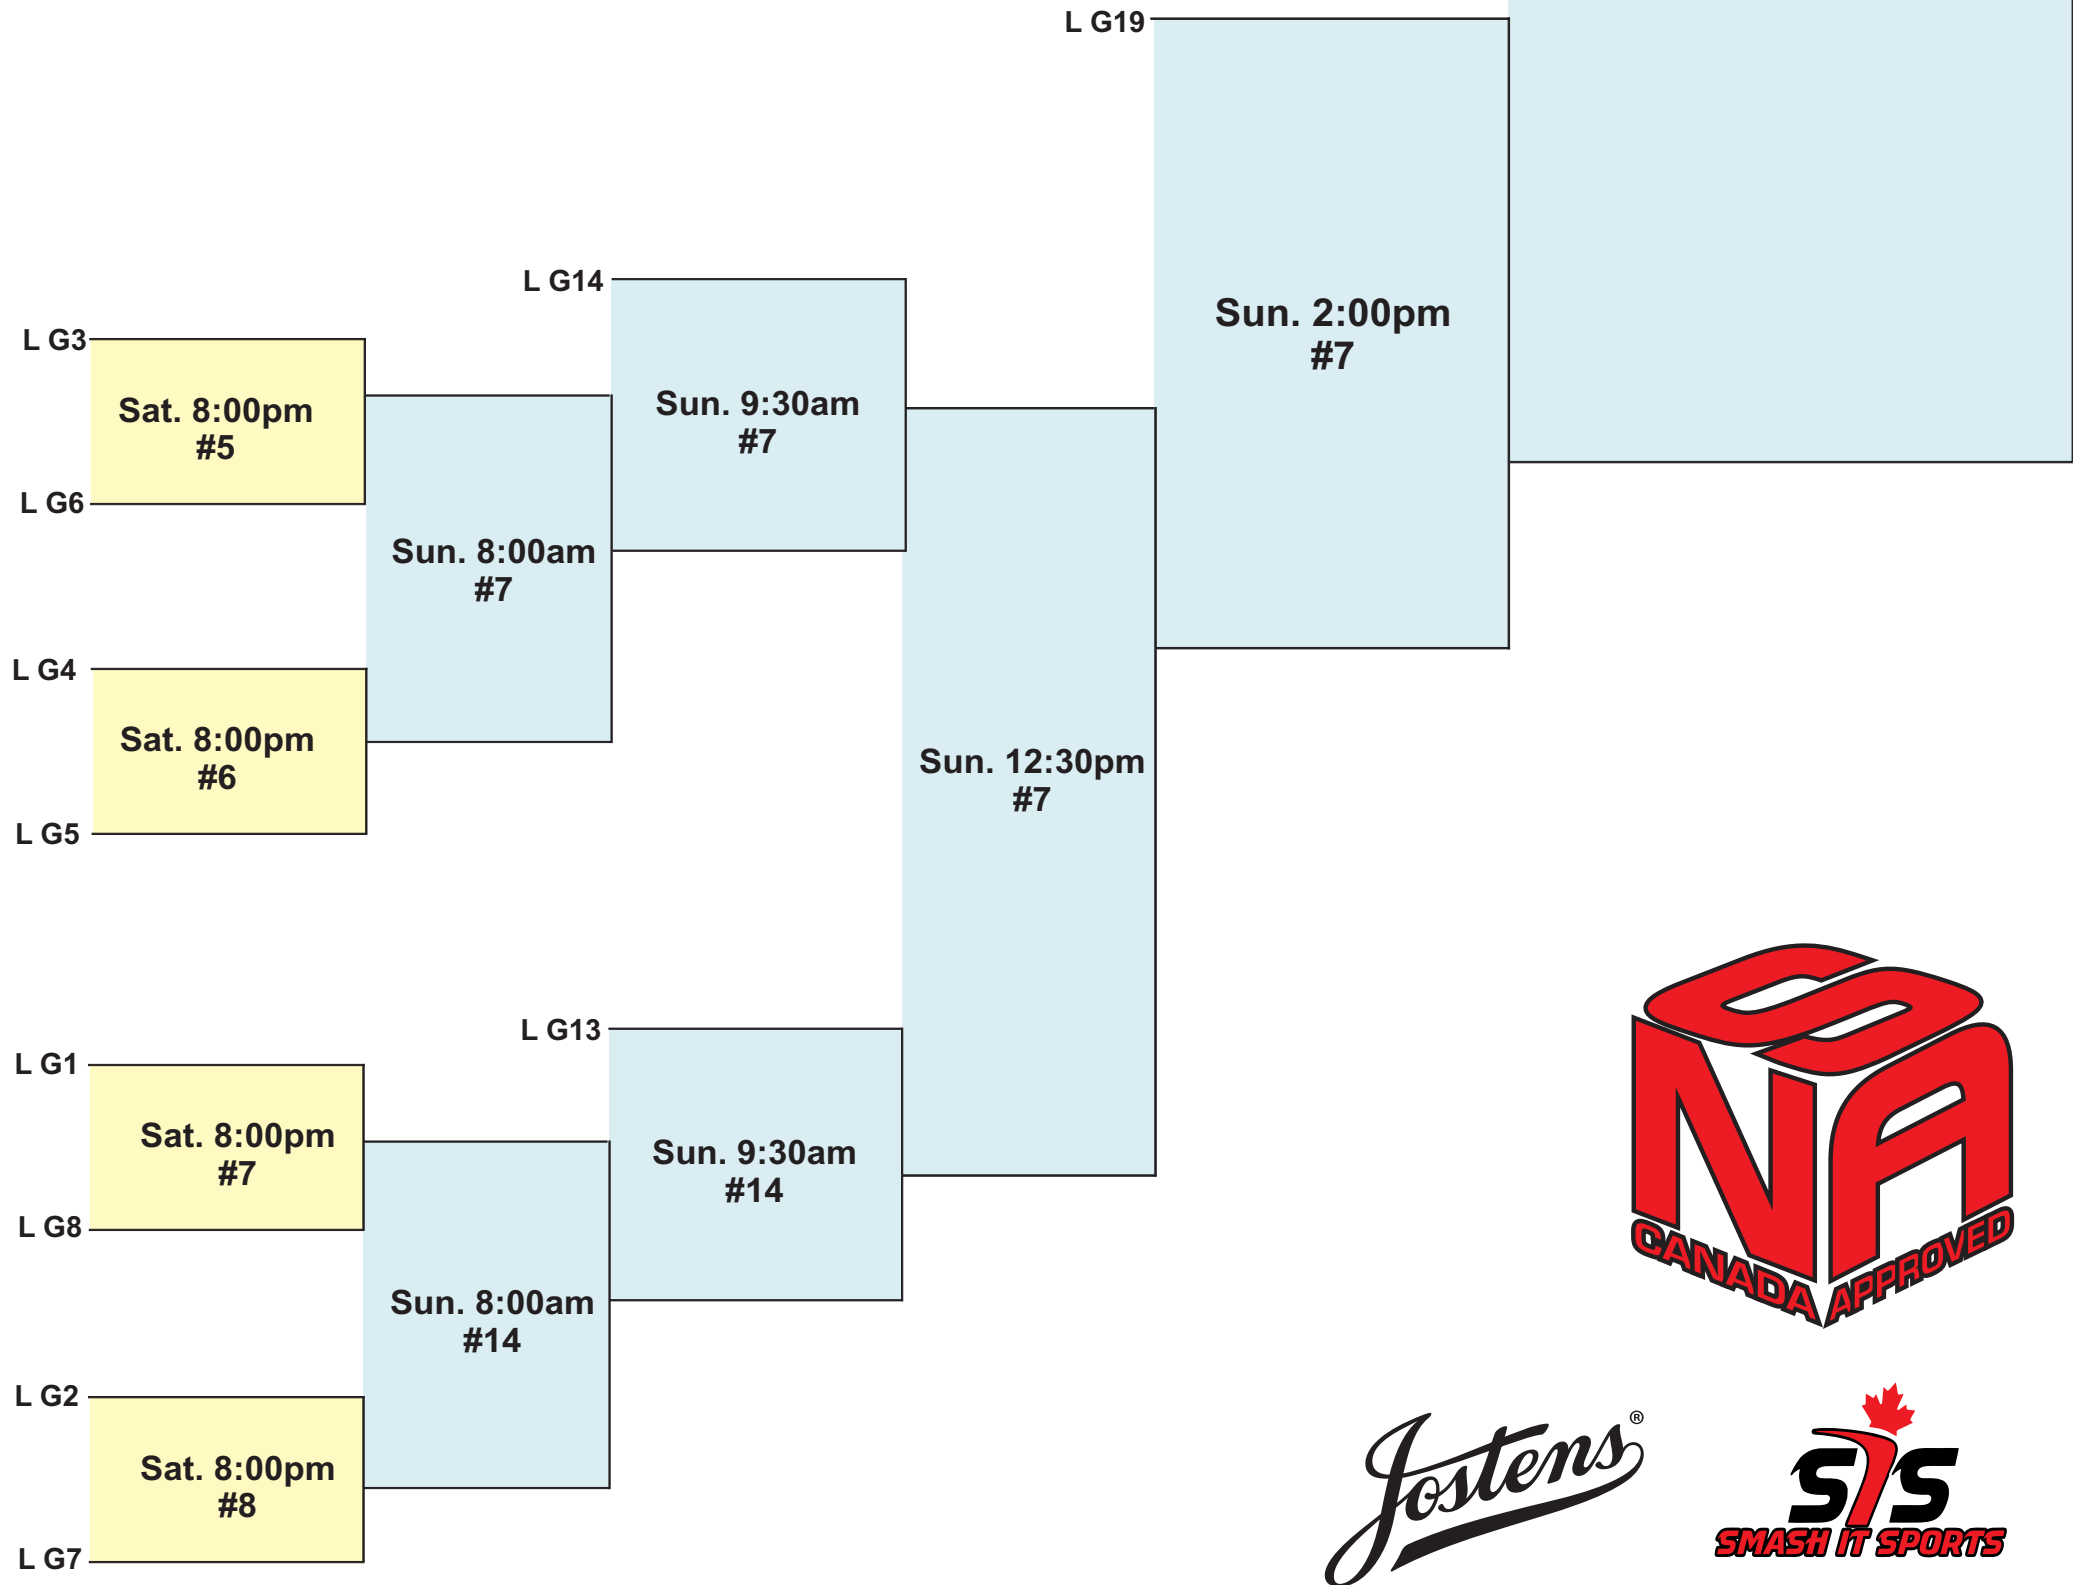 L G19
L G14
L G3
Sat. 8:00pm
#5
L G6
Sun. 9:30am
#7
Sun. 2:00pm
#7
Sun. 8:00am
#7
L G4
Sat. 8:00pm
#6
L G5
Sun. 12:30pm
#7
L G13
L G1
Sat. 8:00pm
#7
L G8
Sun. 9:30am
#14
Sun. 8:00am
#14
L G2
Sat. 8:00pm
#8
L G7
NSA
CANADA APPROVED
Jostens®
SIS
SMASH IT SPORTS